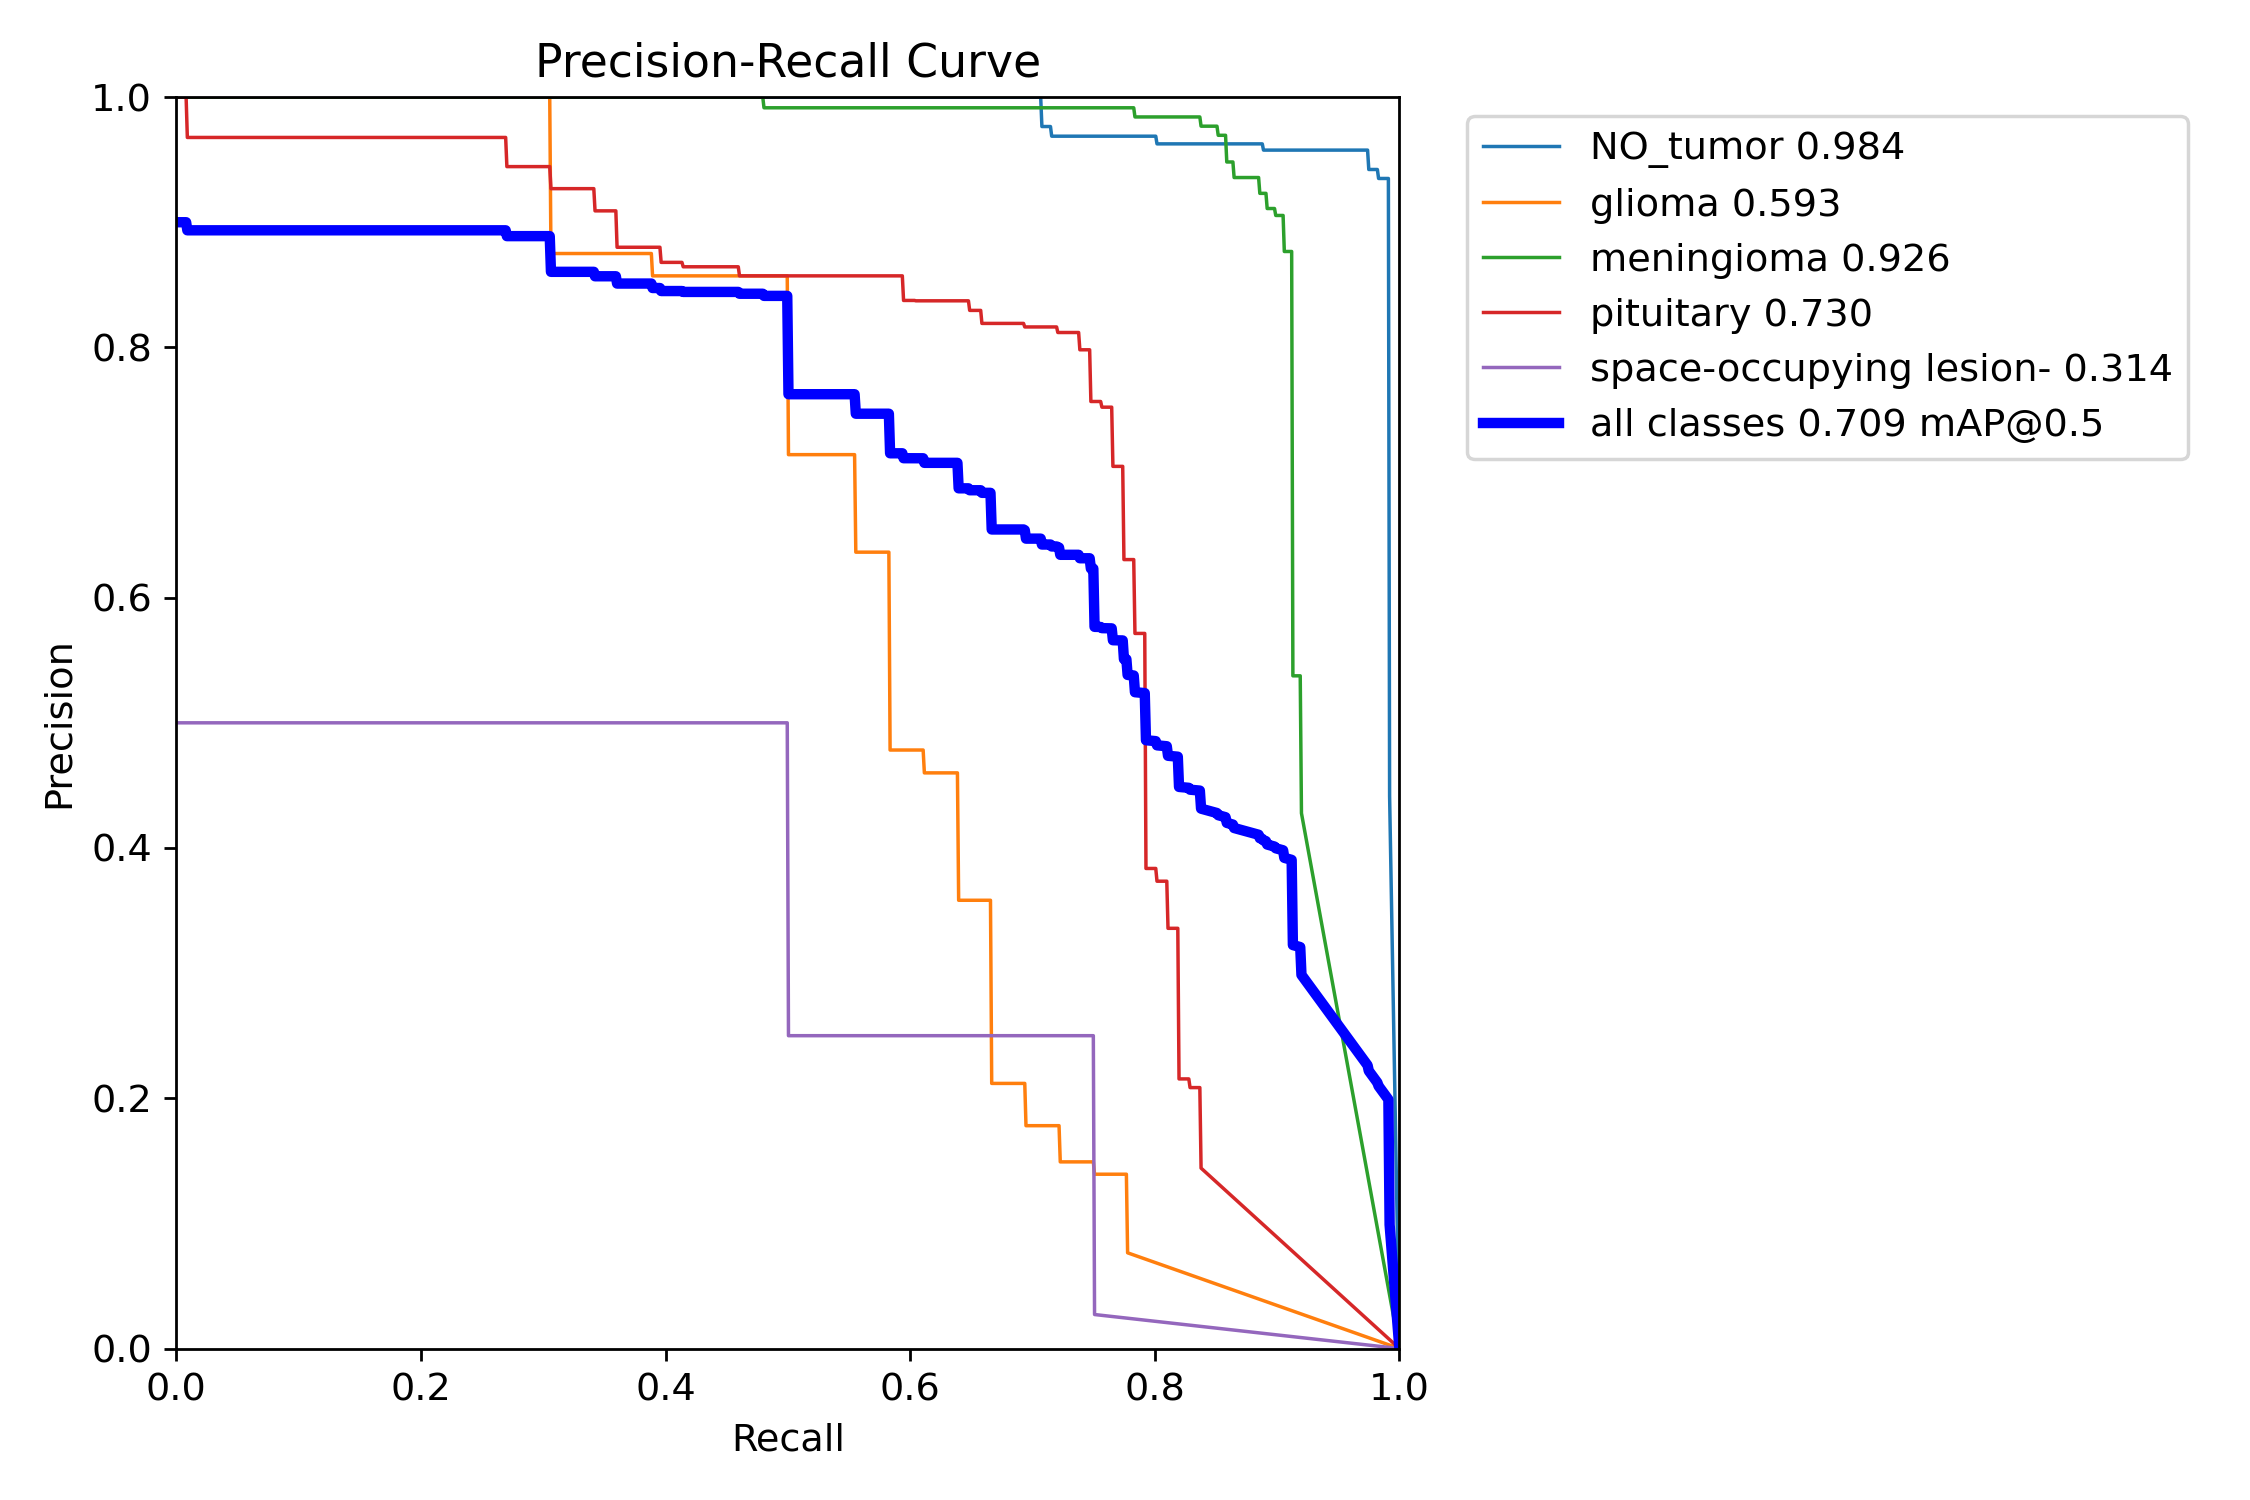 Precision-Recall Curve
1.0
0.8
0.6
0.4
0.2
0.0
Precision
0.0 0.2 0.4 0.6 0.8 1.0
Recall
NO_tumor 0.984
glioma 0.593
meningioma 0.926
pituitary 0.730
space-occupying lesion- 0.314
all classes 0.709 mAP@0.5